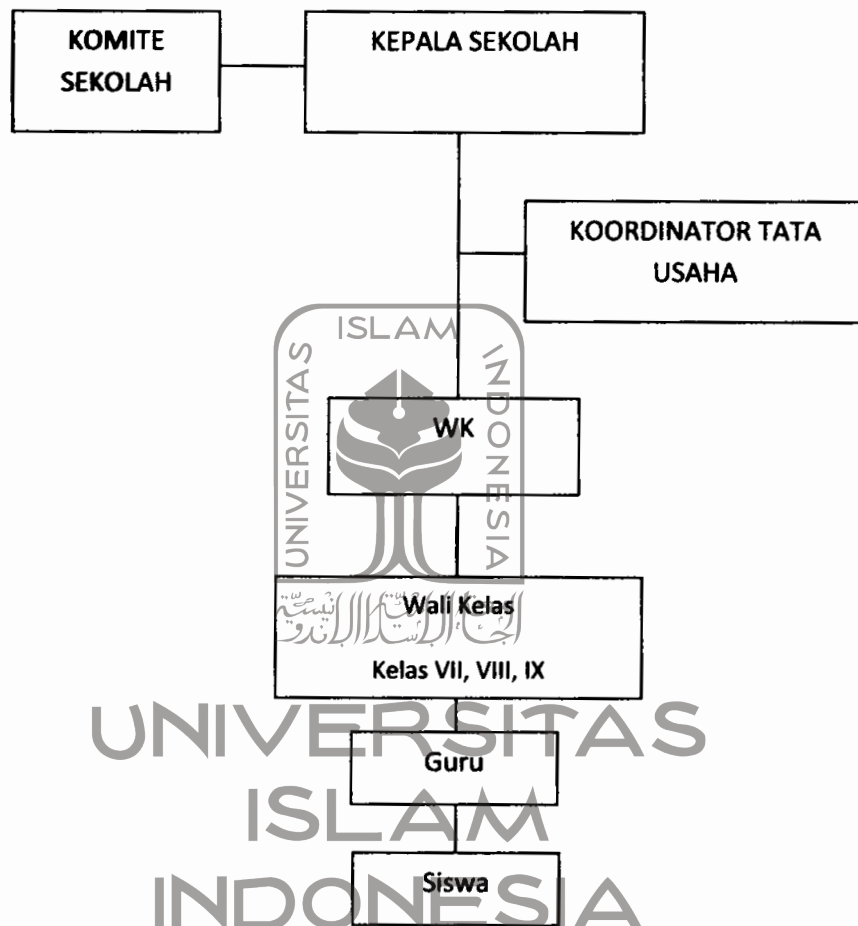 KOMITE
SEKOLAH
KEPALA SEKOLAH
KOORDINATOR TATA
USAHA
UNIVERSITAS
ISLAM
INDONESIA
WK
Wali Kelas
Kelas VII, VIII, IX
Guru
Siswa
UNIVERSITAS
ISLAM
INDONESIA